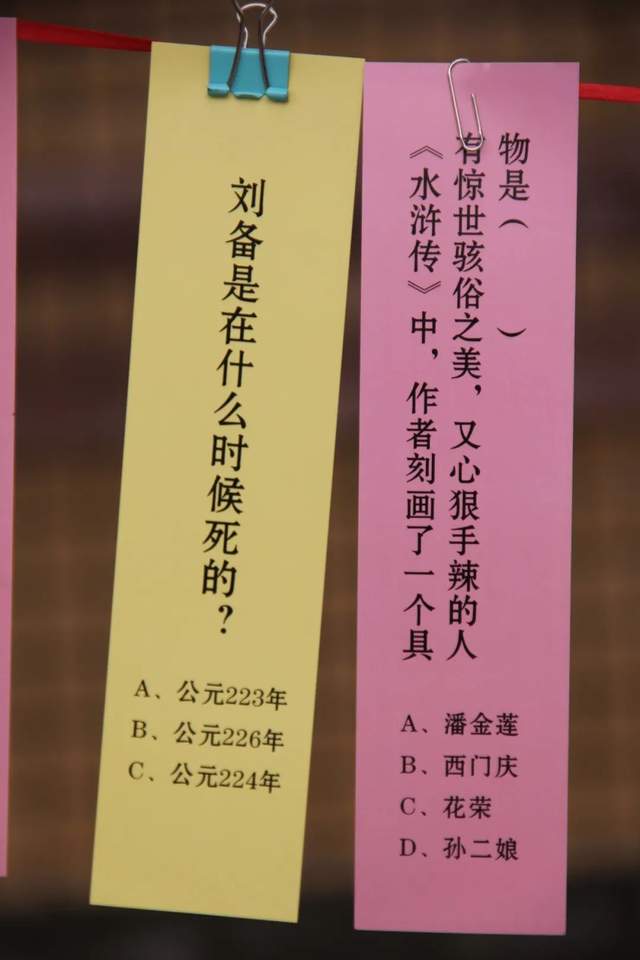 刘备是在什么时候死的？
A、公元223年
B、公元226年
C、公元224年
《水浒传》中，作者刻画了一个具
有惊世骇俗之美，又心狠手辣的人
物是（　　）
A、潘金莲
B、西门庆
C、花荣
D、孙二娘